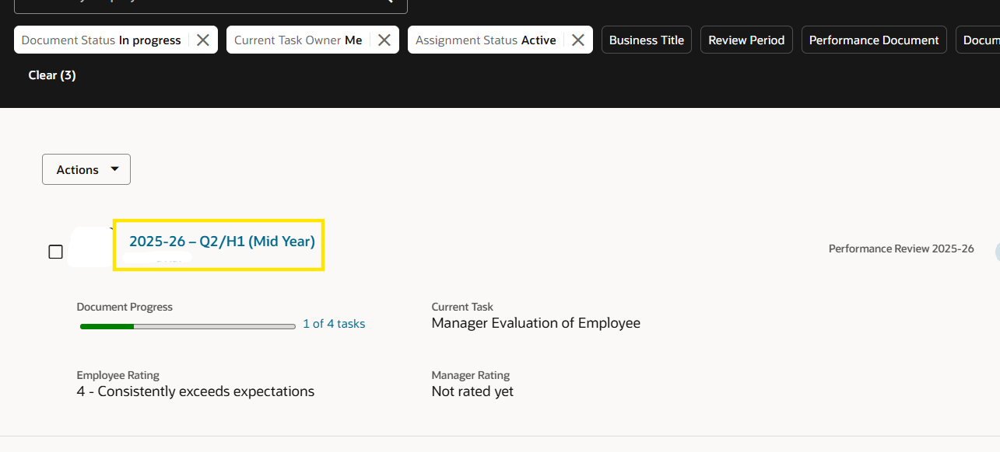 Document Status In progress
Current Task Owner Me
Assignment Status Active
Business Title
Review Period
Performance Document
Clear (3)
Actions
2025-26 – Q2/H1 (Mid Year)
Performance Review 2025-26
Document Progress
1 of 4 tasks
Current Task
Manager Evaluation of Employee
Employee Rating
4 - Consistently exceeds expectations
Manager Rating
Not rated yet